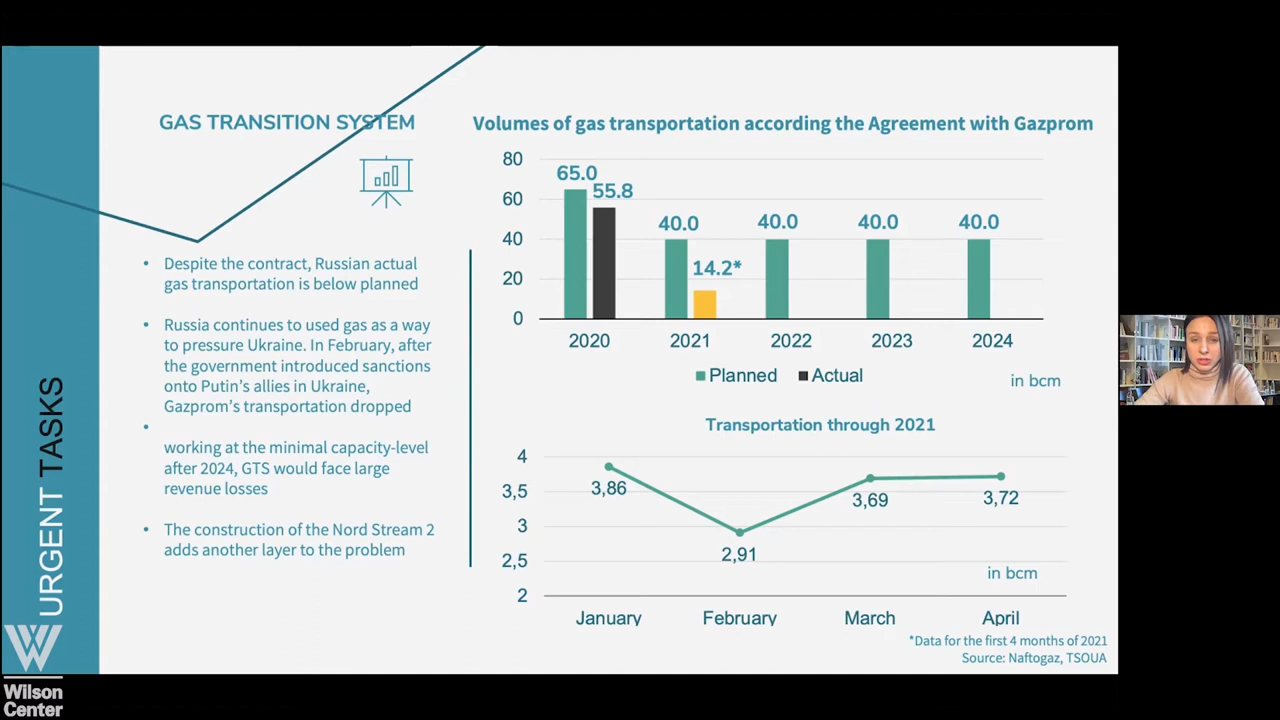 GAS TRANSITION SYSTEM
• Despite the contract, Russian actual
gas transportation is below planned
• Russia continues to used gas as a way
to pressure Ukraine. In February, after
the government introduced sanctions
onto Putin's allies in Ukraine,
Gazprom's transportation dropped
•
working at the minimal capacity-level
after 2024, GTS would face large
revenue losses
• The construction of the Nord Stream 2
adds another layer to the problem
URGENT TASKS
Volumes of gas transportation according the Agreement with Gazprom
80
60
40
20
0
65.0
55.8
40.0
14.2*
40.0
40.0
40.0
2020 2021 2022 2023 2024
Planned Actual
in bcm
Transportation through 2021
4
3,5
3
2,5
2
3,86
2,91
3,69
3,72
in bcm
January February March April
*Data for the first 4 months of 2021
Source: Naftogaz, TSOUA
W
Wilson
Center